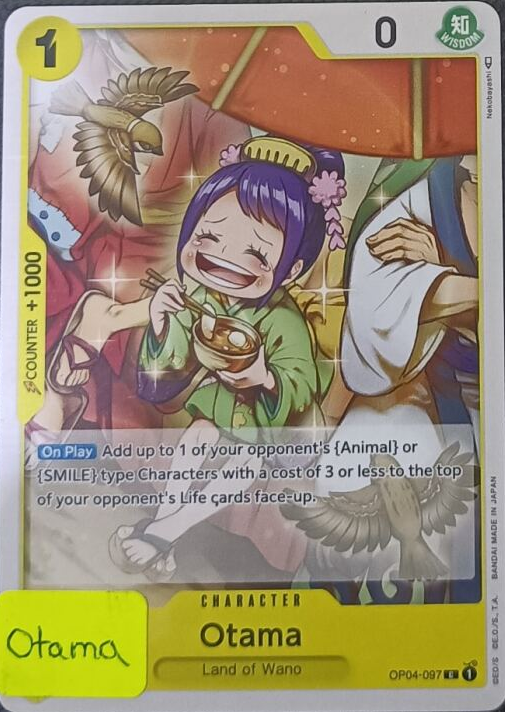 1
0
知
WISDOM
Nekobayashi
COUNTER +1000
On Play Add up to 1 of your opponent's {Animal} or
{SMILE} type Characters with a cost of 3 or less to the top
of your opponent's Life cards face-up.
CHARACTER
Otama
Land of Wano
OP04-097 C 1
©E.O./S., T.A. BANDAI MADE IN JAPAN
Otama